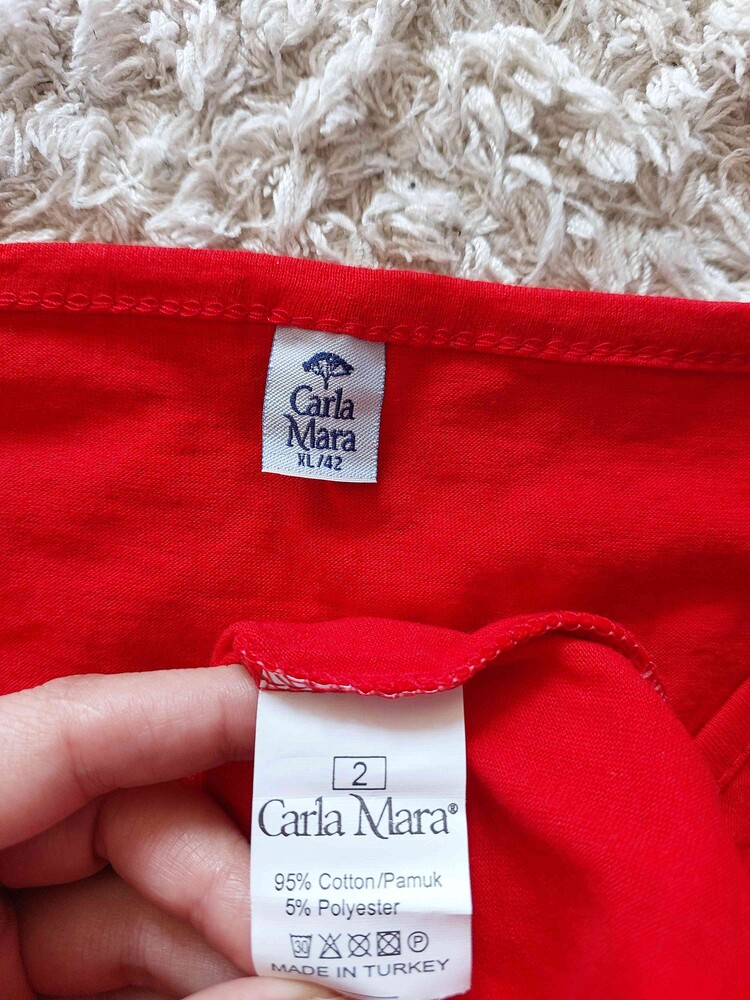 Carla
Mara
XL/42
2
Carla Mara®
95% Cotton/Pamuk
5% Polyester
30 P
MADE IN TURKEY